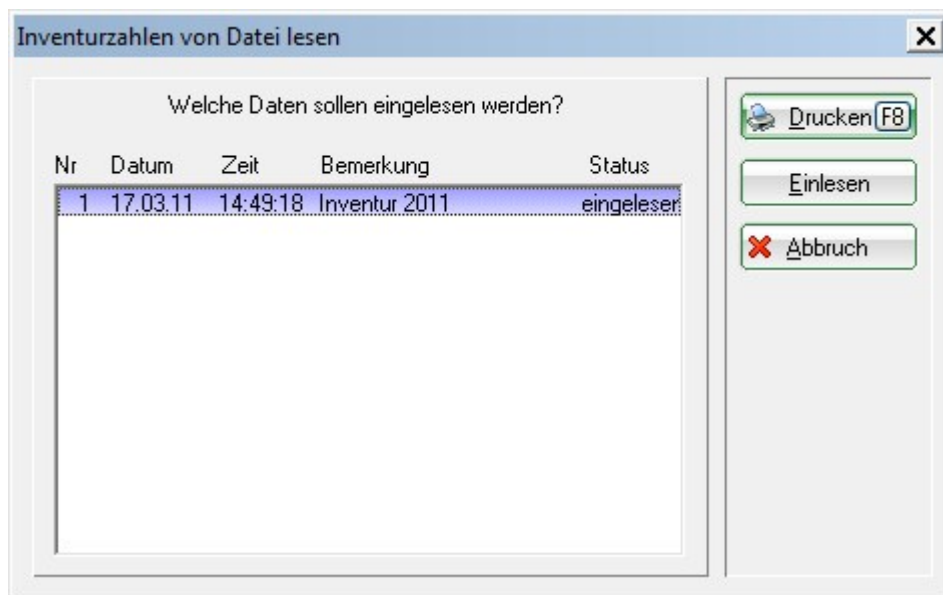 Inventurzahlen von Datei lesen
Welche Daten sollen eingelesen werden?
Nr Datum Zeit Bemerkung Status
1 17.03.11 14:49:18 Inventur 2011 eingelesen
Drucken F8
Einlesen
Abbruch